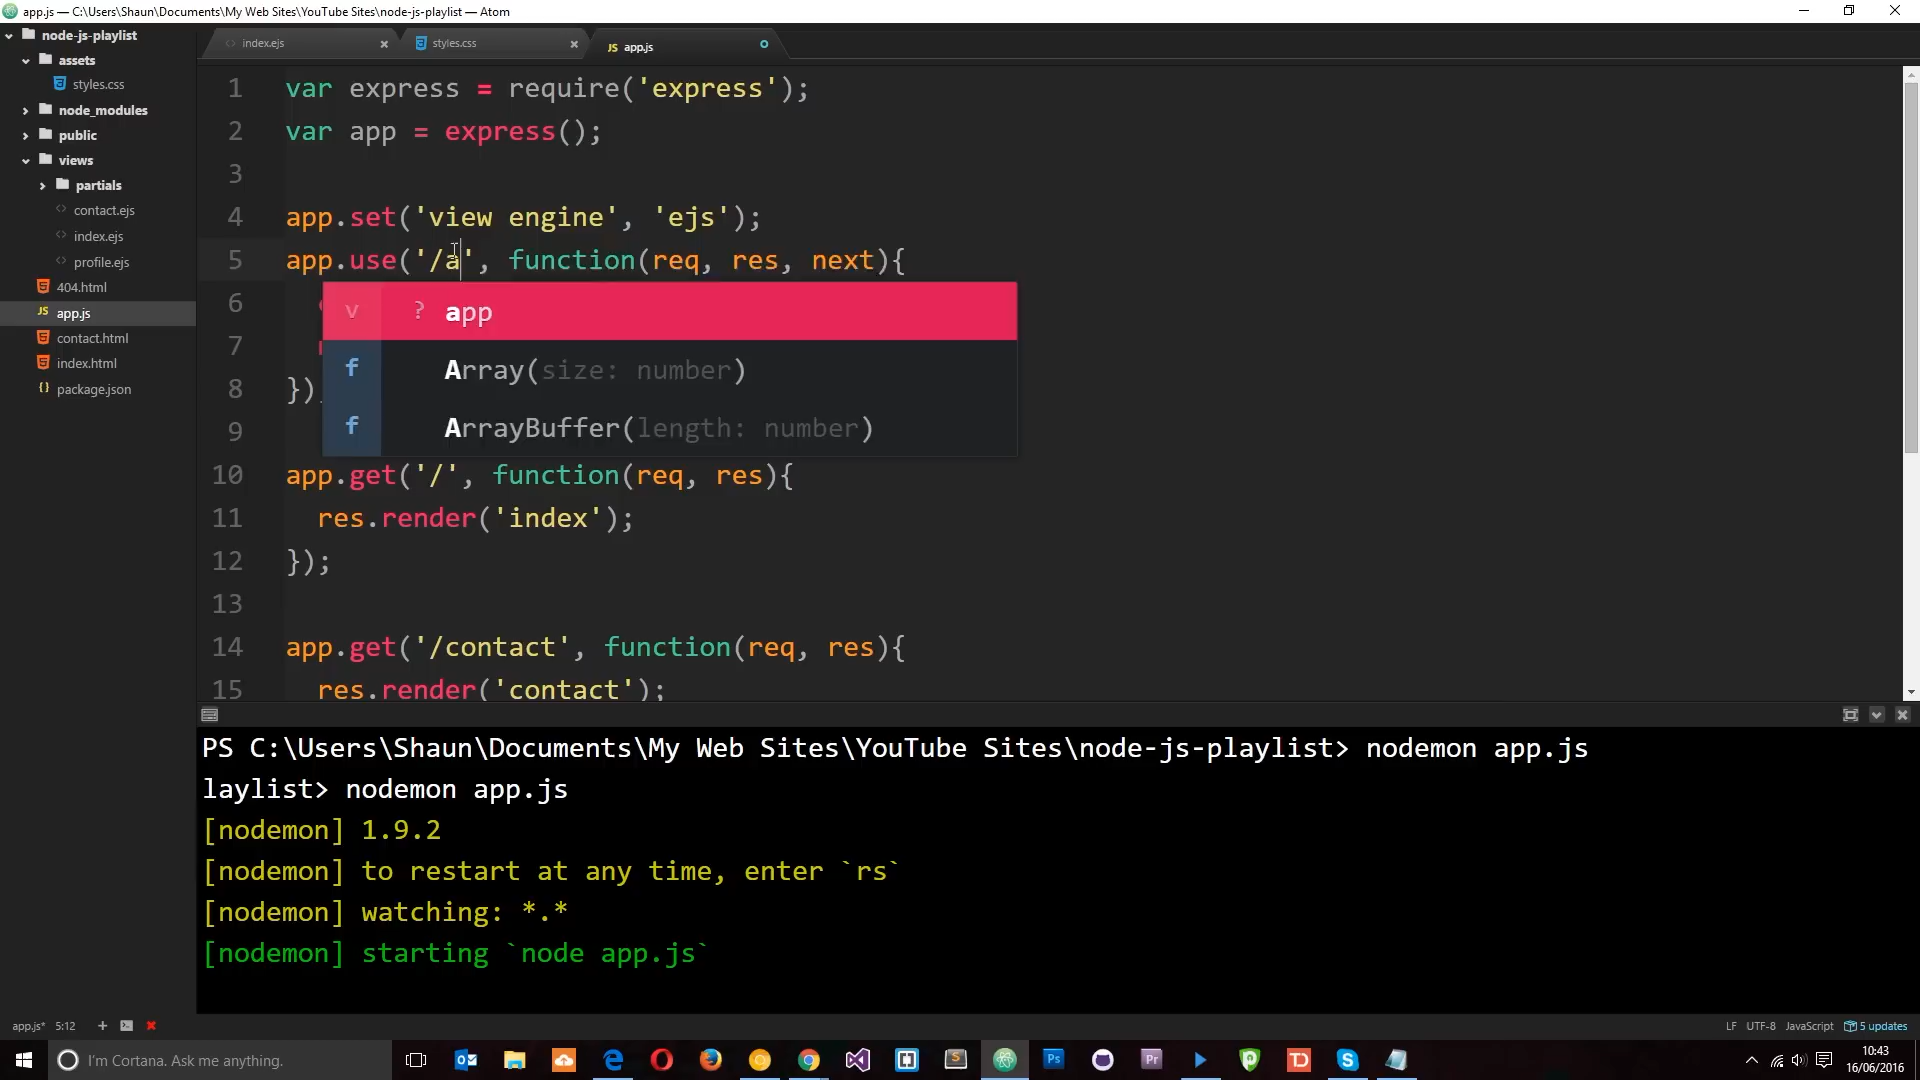 app.js — C:\Users\Shaun\Documents\My Web Sites\YouTube Sites\node-js-playlist — Atom
node-js-playlist
assets
styles.css
node_modules
public
views
partials
contact.ejs
index.ejs
profile.ejs
404.html
app.js
contact.html
index.html
package.json
index.ejs
styles.css
JS app.js
1 var express = require('express');
2 var app = express();
3
4 app.set('view engine', 'ejs');
5 app.use('/a', function(req, res, next){
6
7
8 })
9
v ? app
f Array(size: number)
f ArrayBuffer(length: number)
10 app.get('/', function(req, res){
11 res.render('index');
12 });
13
14 app.get('/contact', function(req, res){
15 res.render('contact');
PS C:\Users\Shaun\Documents\My Web Sites\YouTube Sites\node-js-playlist> nodemon app.js
laylist> nodemon app.js
[nodemon] 1.9.2
[nodemon] to restart at any time, enter `rs`
[nodemon] watching: *.*
[nodemon] starting `node app.js`
app.js* 5:12
LF UTF-8 JavaScript 5 updates
I'm Cortana. Ask me anything.
10:43
16/06/2016